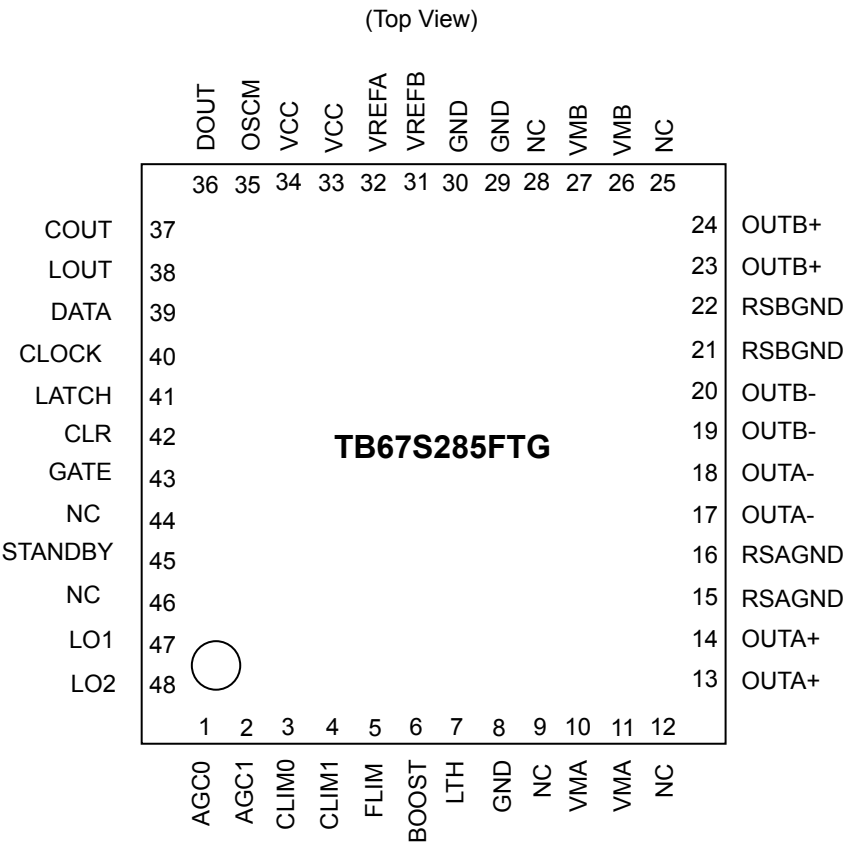 (Top View)
DOUT OSCM VCC VCC VREFA VREFB GND GND NC VMB VMB NC
36 35 34 33 32 31 30 29 28 27 26 25
COUT 37
LOUT 38
DATA 39
CLOCK 40
LATCH 41
CLR 42
GATE 43
NC 44
STANDBY 45
NC 46
LO1 47
LO2 48
TB67S285FTG
24 OUTB+
23 OUTB+
22 RSBGND
21 RSBGND
20 OUTB-
19 OUTB-
18 OUTA-
17 OUTA-
16 RSAGND
15 RSAGND
14 OUTA+
13 OUTA+
1 2 3 4 5 6 7 8 9 10 11 12
AGC0 AGC1 CLIM0 CLIM1 FLIM BOOST LTH GND NC VMA VMA NC